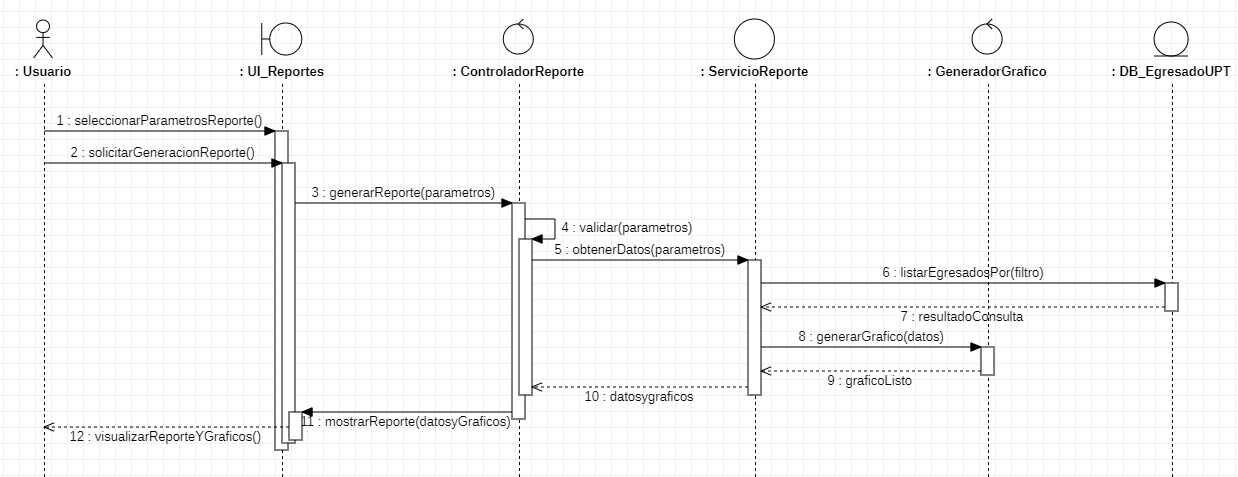 : Usuario
: UI_Reportes
: ControladorReporte
: ServicioReporte
: GeneradorGrafico
: DB_EgresadoUPT
1 : seleccionarParametrosReporte()
2 : solicitarGeneracionReporte()
3 : generarReporte(parametros)
4 : validar(parametros)
5 : obtenerDatos(parametros)
6 : listarEgresadosPor(filtro)
7 : resultadoConsulta
8 : generarGrafico(datos)
9 : graficoListo
10 : datosygraficos
11 : mostrarReporte(datosyGraficos)
12 : visualizarReporteYGraficos()